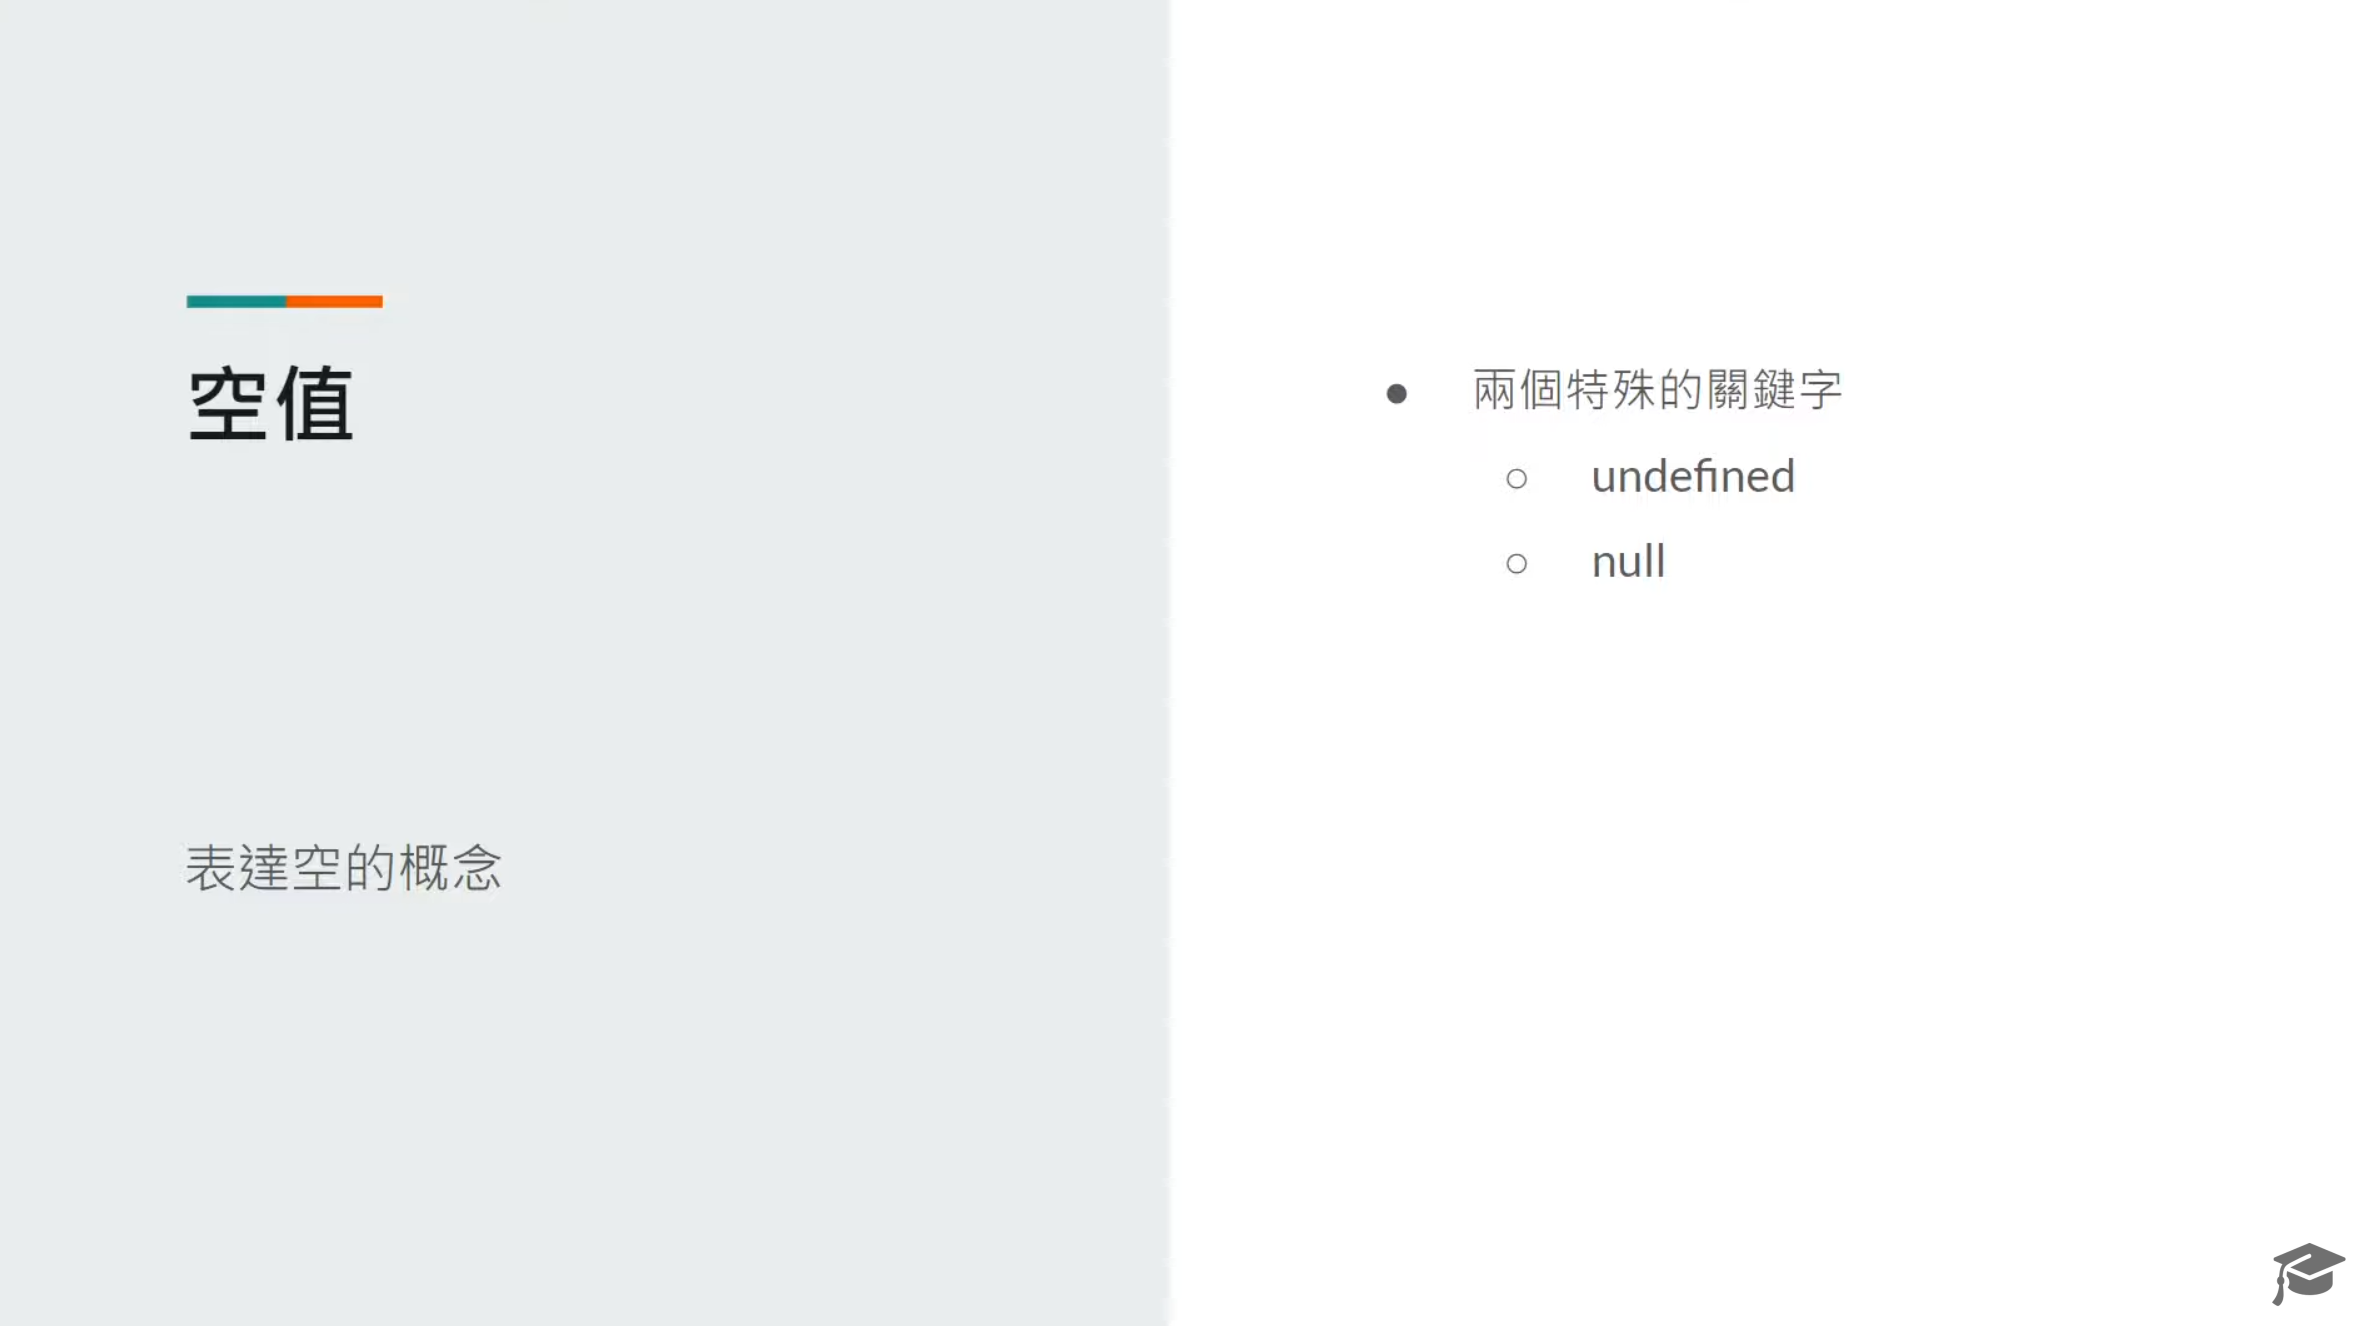 空值
表達空的概念
兩個特殊的關鍵字
undefined
null